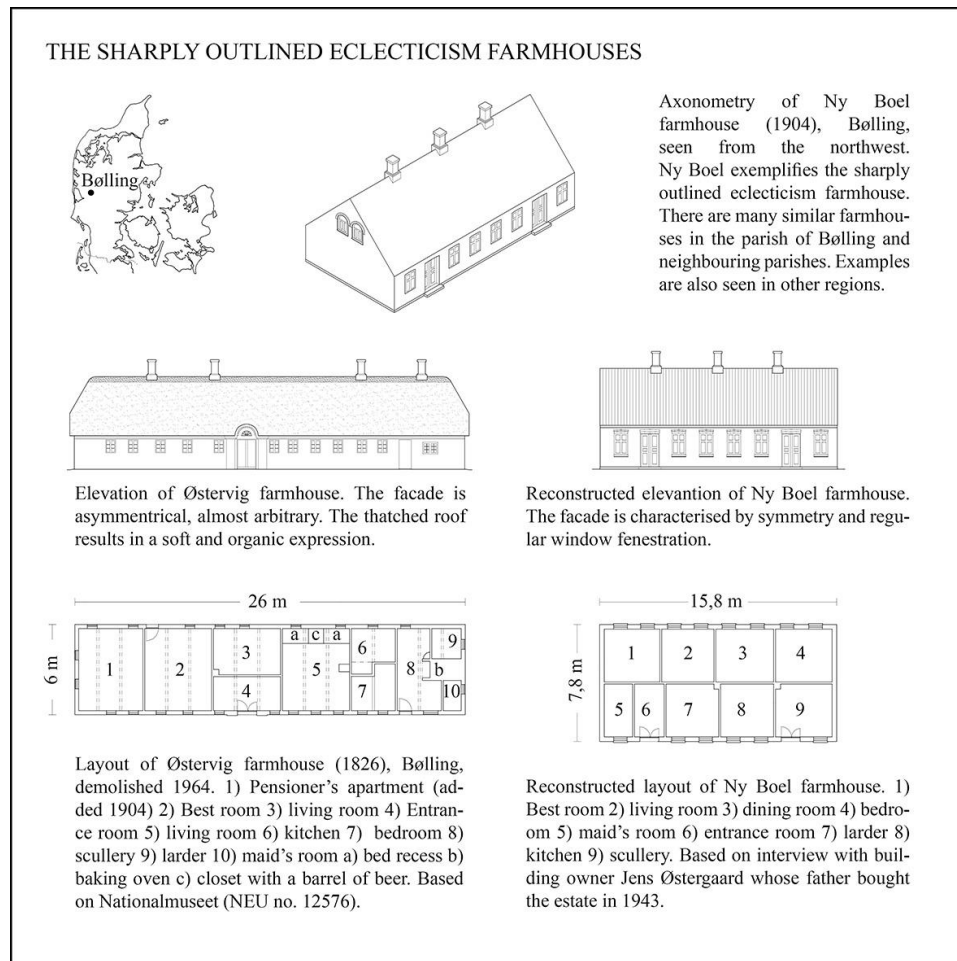 THE SHARPLY OUTLINED ECLECTICISM FARMHOUSES
Bølling
Axonometry of Ny Boel
farmhouse (1904), Bølling,
seen from the northwest.
Ny Boel exemplifies the sharply
outlined eclecticism farmhouse.
There are many similar farmhou-
ses in the parish of Bølling and
neighbouring parishes. Examples
are also seen in other regions.
Elevation of Østervig farmhouse. The facade is
asymmentrical, almost arbitrary. The thatched roof
results in a soft and organic expression.
Reconstructed elevantion of Ny Boel farmhouse.
The facade is characterised by symmetry and regu-
lar window fenestration.
26 m
6 m
a c a
1 2 3 6 9
5 8 b
4 7 10
Layout of Østervig farmhouse (1826), Bølling,
demolished 1964. 1) Pensioner's apartment (ad-
ded 1904) 2) Best room 3) living room 4) Entran-
ce room 5) living room 6) kitchen 7) bedroom 8)
scullery 9) larder 10) maid's room a) bed recess b)
baking oven c) closet with a barrel of beer. Based
on Nationalmuseet (NEU no. 12576).
15,8 m
7,8 m
1 2 3 4
5 6 7 8 9
Reconstructed layout of Ny Boel farmhouse. 1)
Best room 2) living room 3) dining room 4) bedro-
om 5) maid's room 6) entrance room 7) larder 8)
kitchen 9) scullery. Based on interview with buil-
ding owner Jens Østergaard whose father bought
the estate in 1943.